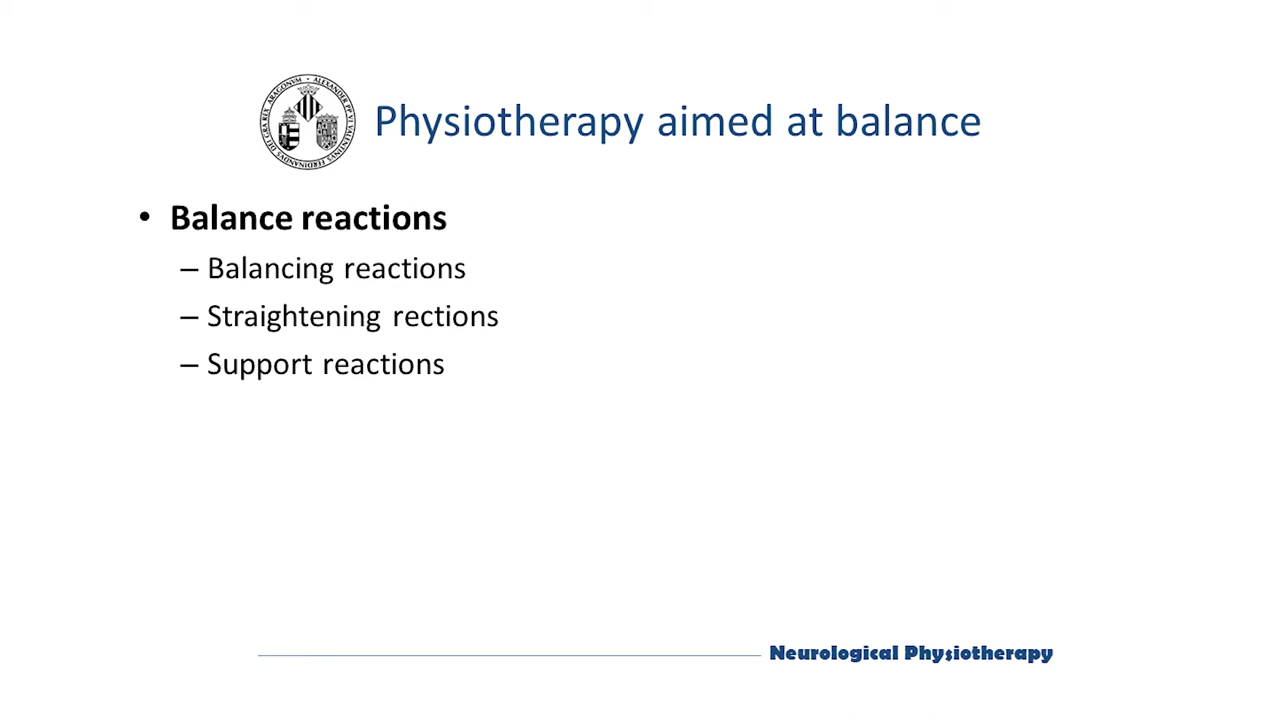 Physiotherapy aimed at balance
• Balance reactions
– Balancing reactions
– Straightening rections
– Support reactions
Neurological Physiotherapy